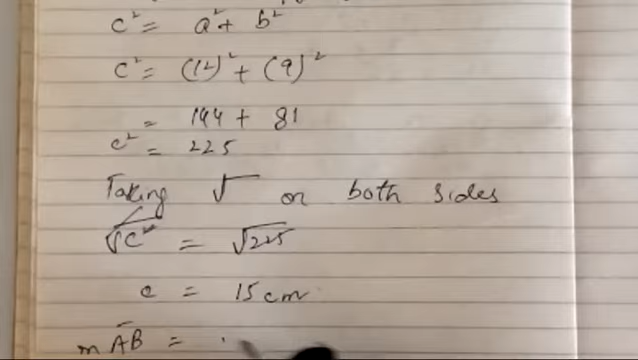 c² = a² + b²
c² = (12)² + (9)²
= 144 + 81
c² = 225
Taking √ on both sides
√c² = √225
c = 15 cm
m AB =